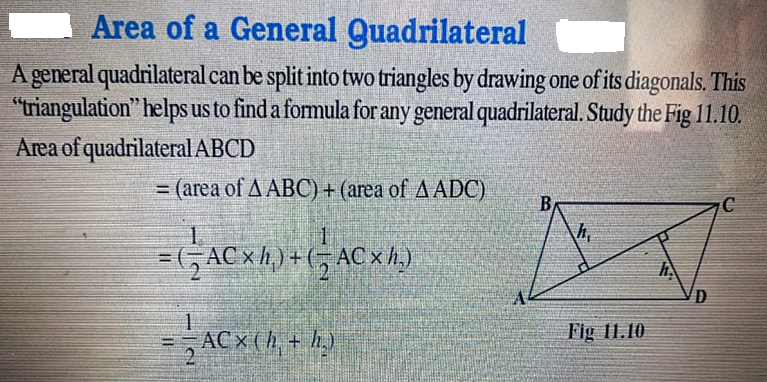 Area of a General Quadrilateral
A general quadrilateral can be split into two triangles by drawing one of its diagonals. This
“triangulation” helps us to find a formula for any general quadrilateral. Study the Fig 11.10.
Area of quadrilateral ABCD
= (area of Δ ABC) + (area of Δ ADC)
= (1/2 AC × h₁) + (1/2 AC × h₂)
= 1/2 AC × (h₁ + h₂)
B
C
h₁
h₂
A
D
Fig 11.10